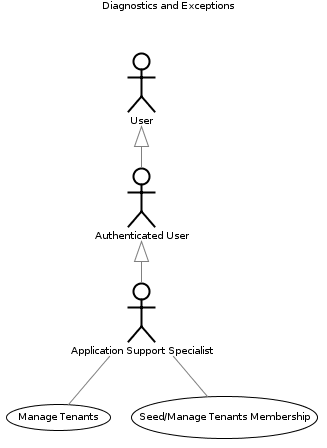 Diagnostics and Exceptions
User
Authenticated User
Application Support Specialist
Manage Tenants
Seed/Manage Tenants Membership